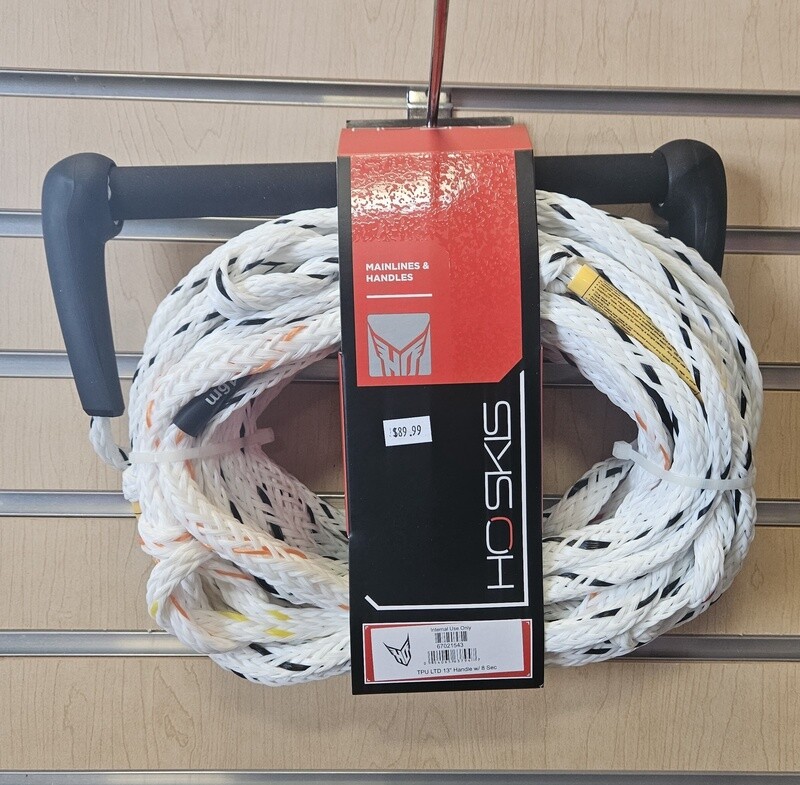 MAINLINES &
HANDLES
$89.99
HO SKIS
Internal Use Only
67021543
TPU LTD 13" Handle w/ 8 Sec